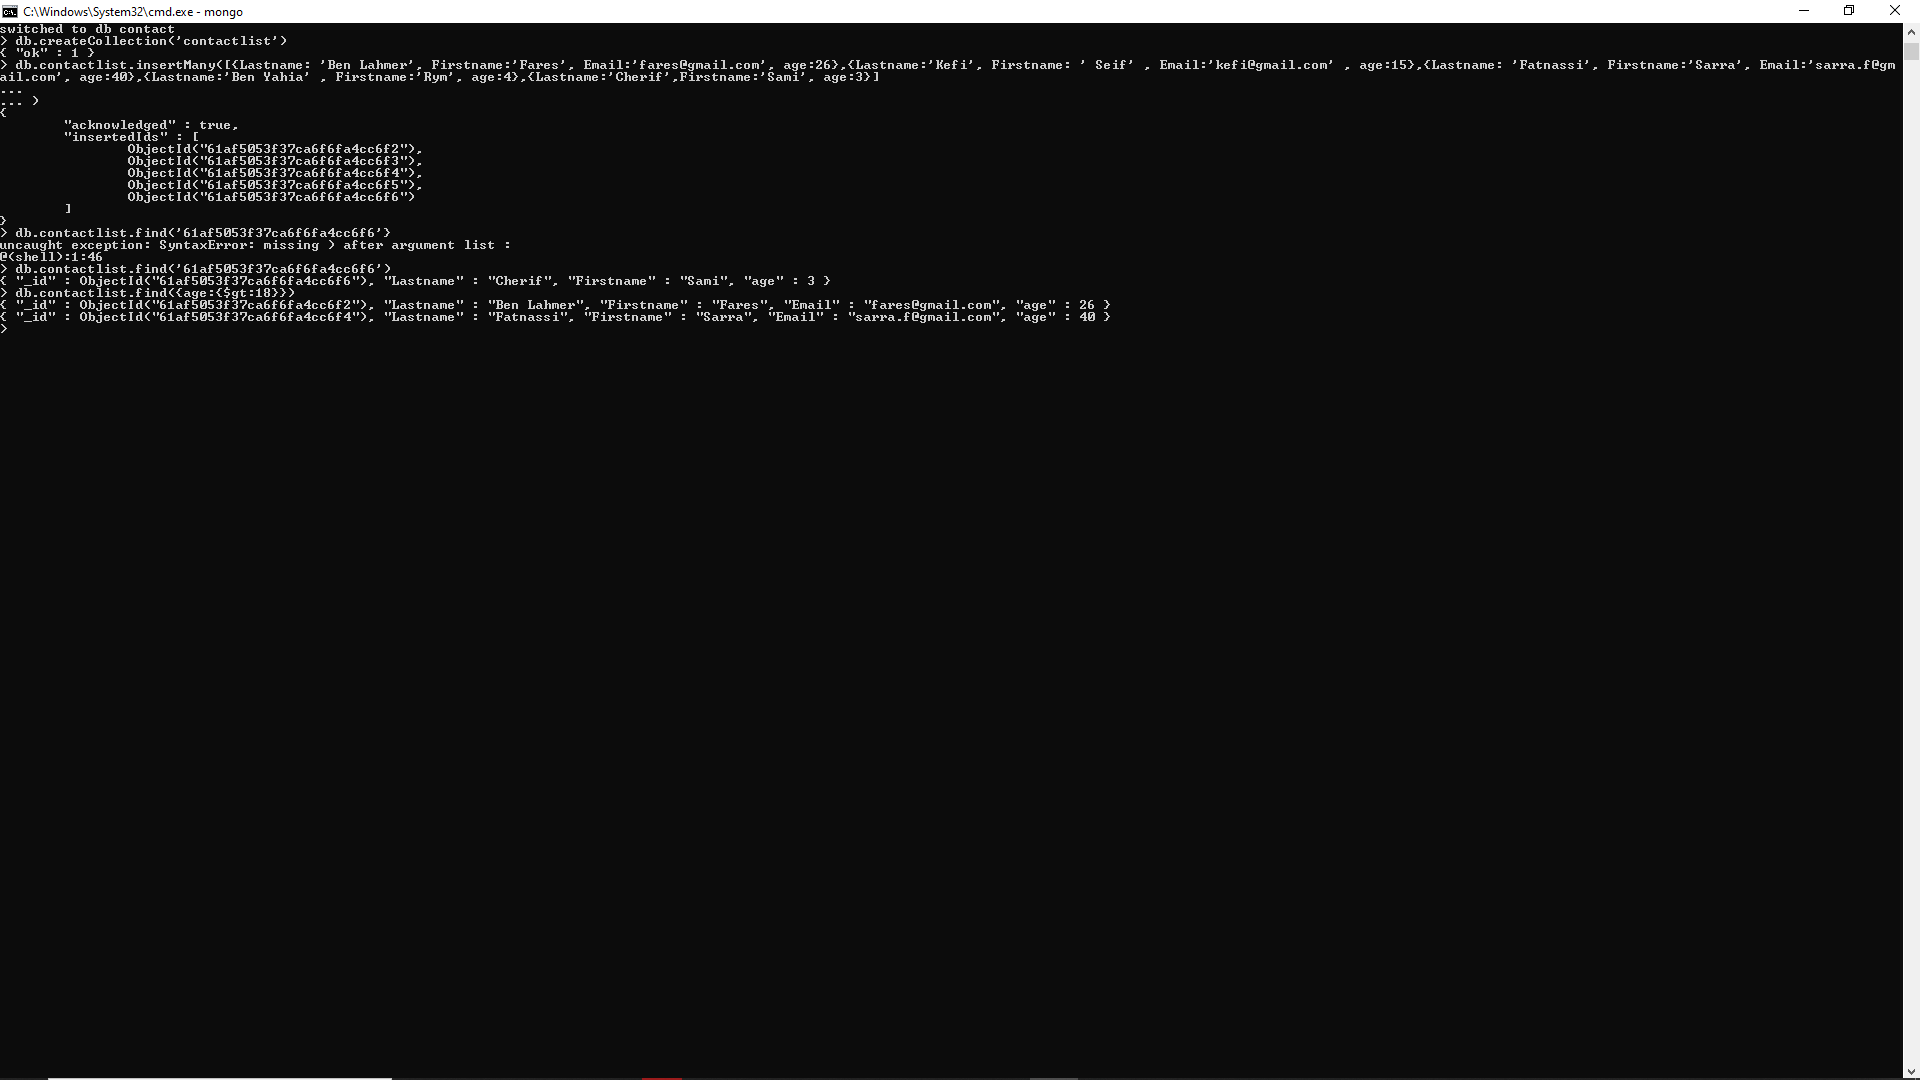 C:\Windows\System32\cmd.exe - mongo
switched to db contact
> db.createCollection('contactlist')
{ "ok" : 1 }
> db.contactlist.insertMany([{Lastname: 'Ben Lahmer', Firstname:'Fares', Email:'fares@gmail.com', age:26},{Lastname:'Kefi', Firstname: ' Seif' , Email:'kefi@gmail.com' , age:15},{Lastname: 'Fatnassi', Firstname:'Sarra', Email:'sarra.f@gm
ail.com', age:40},{Lastname:'Ben Yahia' , Firstname:'Rym', age:4},{Lastname:'Cherif',Firstname:'Sami', age:3}]
...
... )
{
        "acknowledged" : true,
        "insertedIds" : [
                ObjectId("61af5053f37ca6f6fa4cc6f2"),
                ObjectId("61af5053f37ca6f6fa4cc6f3"),
                ObjectId("61af5053f37ca6f6fa4cc6f4"),
                ObjectId("61af5053f37ca6f6fa4cc6f5"),
                ObjectId("61af5053f37ca6f6fa4cc6f6")
        ]
}
> db.contactlist.find('61af5053f37ca6f6fa4cc6f6'}
uncaught exception: SyntaxError: missing ) after argument list :
@(shell):1:46
> db.contactlist.find('61af5053f37ca6f6fa4cc6f6')
{ "_id" : ObjectId("61af5053f37ca6f6fa4cc6f6"), "Lastname" : "Cherif", "Firstname" : "Sami", "age" : 3 }
> db.contactlist.find({age:{$gt:18}})
{ "_id" : ObjectId("61af5053f37ca6f6fa4cc6f2"), "Lastname" : "Ben Lahmer", "Firstname" : "Fares", "Email" : "fares@gmail.com", "age" : 26 }
{ "_id" : ObjectId("61af5053f37ca6f6fa4cc6f4"), "Lastname" : "Fatnassi", "Firstname" : "Sarra", "Email" : "sarra.f@gmail.com", "age" : 40 }
>